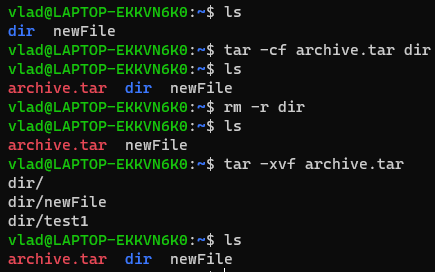 vlad@LAPTOP-EKKVN6K0:~$ ls
dir newFile
vlad@LAPTOP-EKKVN6K0:~$ tar -cf archive.tar dir
vlad@LAPTOP-EKKVN6K0:~$ ls
archive.tar dir newFile
vlad@LAPTOP-EKKVN6K0:~$ rm -r dir
vlad@LAPTOP-EKKVN6K0:~$ ls
archive.tar newFile
vlad@LAPTOP-EKKVN6K0:~$ tar -xvf archive.tar
dir/
dir/newFile
dir/test1
vlad@LAPTOP-EKKVN6K0:~$ ls
archive.tar dir newFile